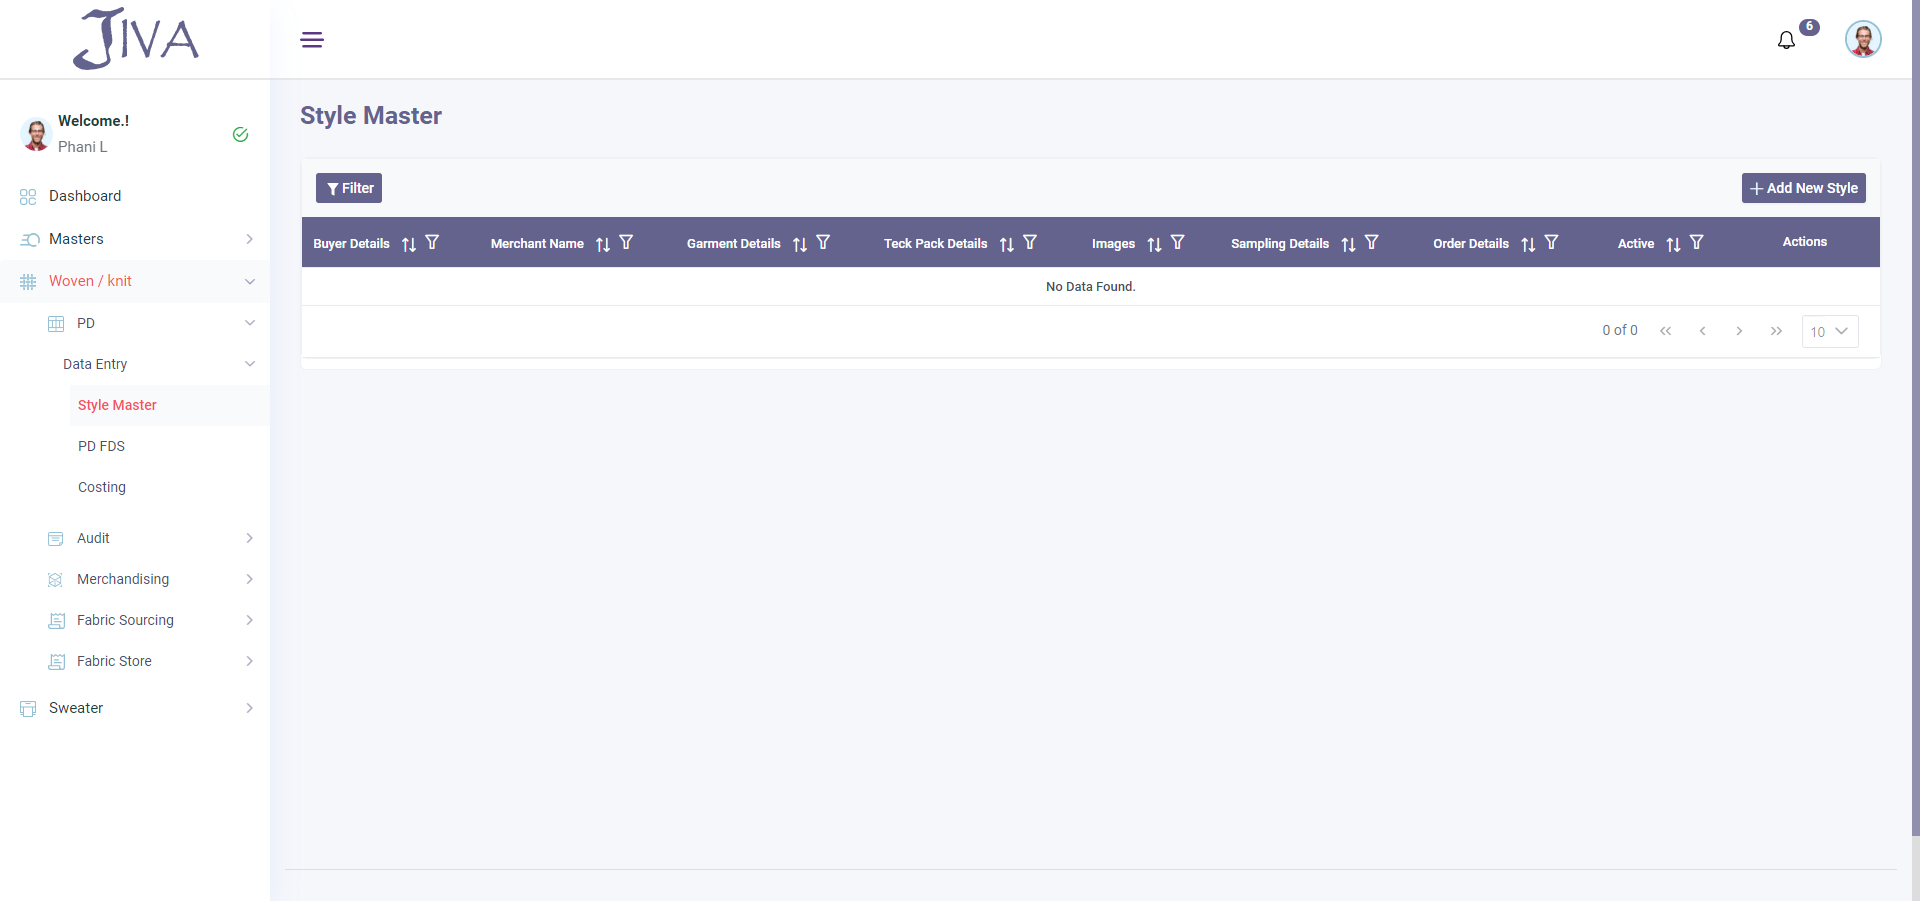 JIVA
6
Welcome.!
Phani L
Dashboard
Masters
Woven / knit
PD
Data Entry
Style Master
PD FDS
Costing
Audit
Merchandising
Fabric Sourcing
Fabric Store
Sweater
Style Master
Filter
Add New Style
Buyer Details Merchant Name Garment Details Teck Pack Details Images Sampling Details Order Details Active Actions
No Data Found.
0 of 0 10